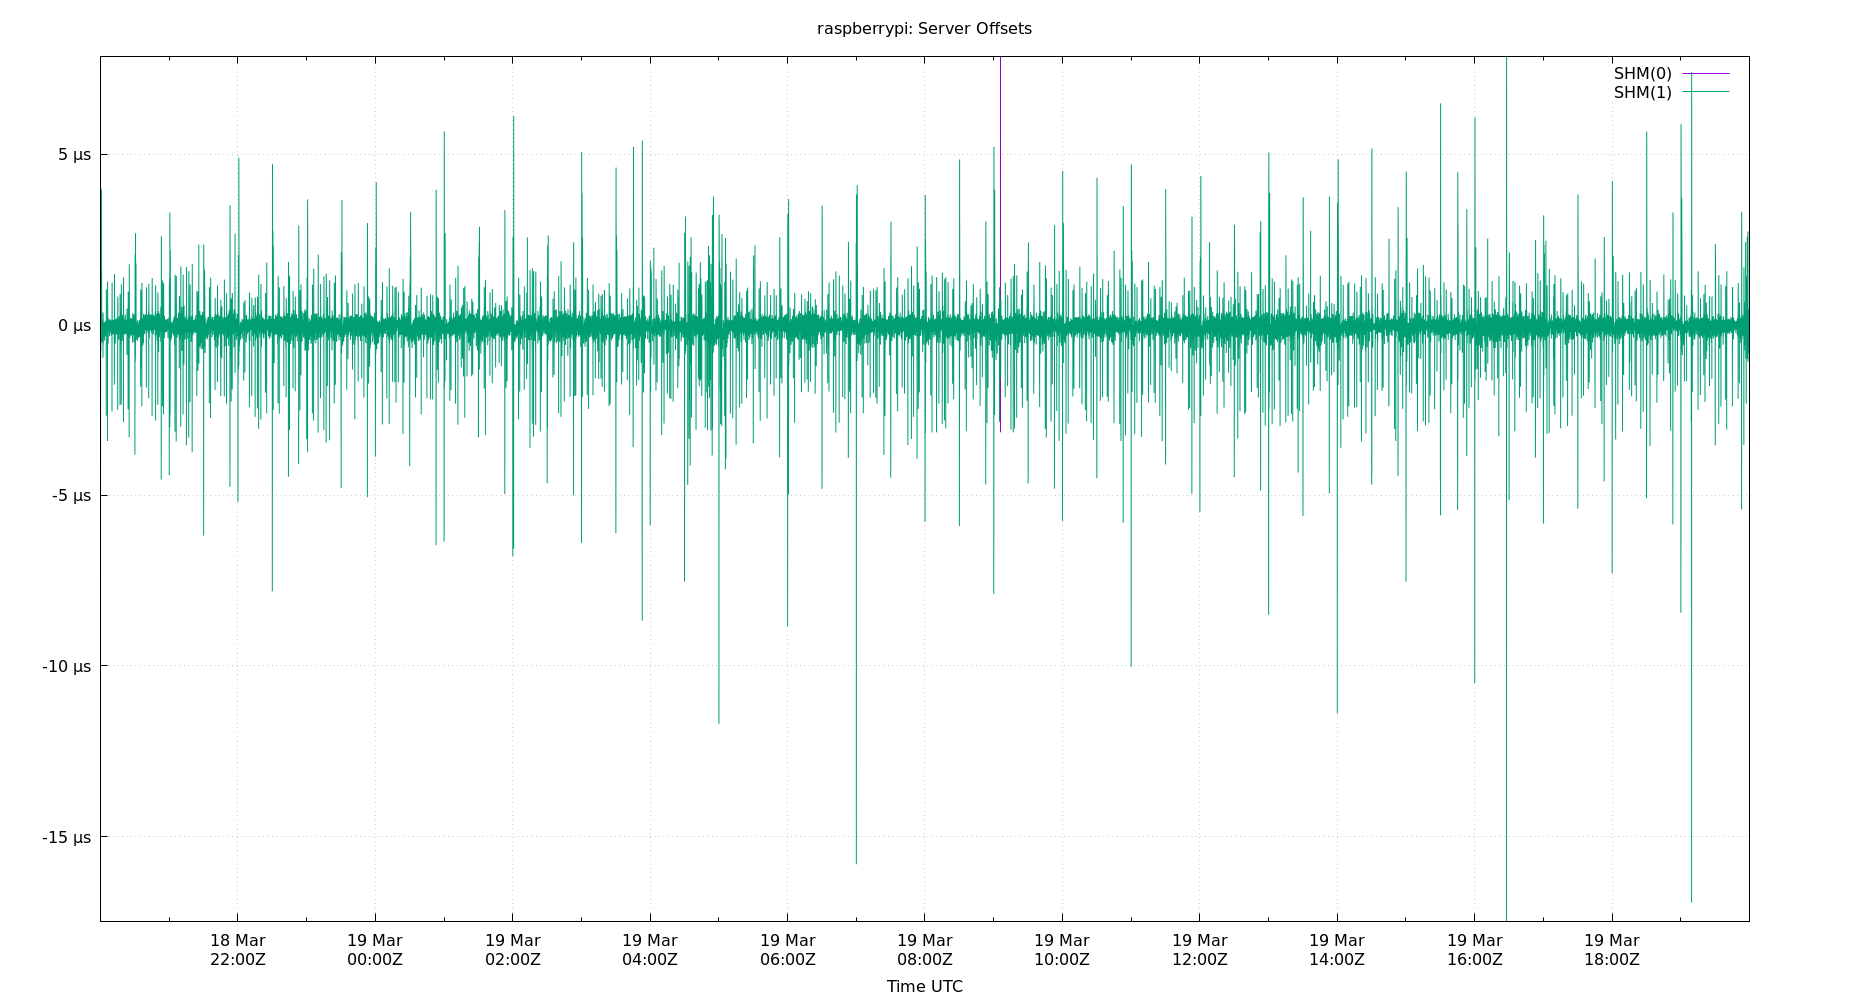 raspberrypi: Server Offsets
SHM(0)
SHM(1)
5 µs
0 µs
-5 µs
-10 µs
-15 µs
18 Mar 19 Mar 19 Mar 19 Mar 19 Mar 19 Mar 19 Mar 19 Mar 19 Mar 19 Mar 19 Mar
22:00Z 00:00Z 02:00Z 04:00Z 06:00Z 08:00Z 10:00Z 12:00Z 14:00Z 16:00Z 18:00Z
Time UTC